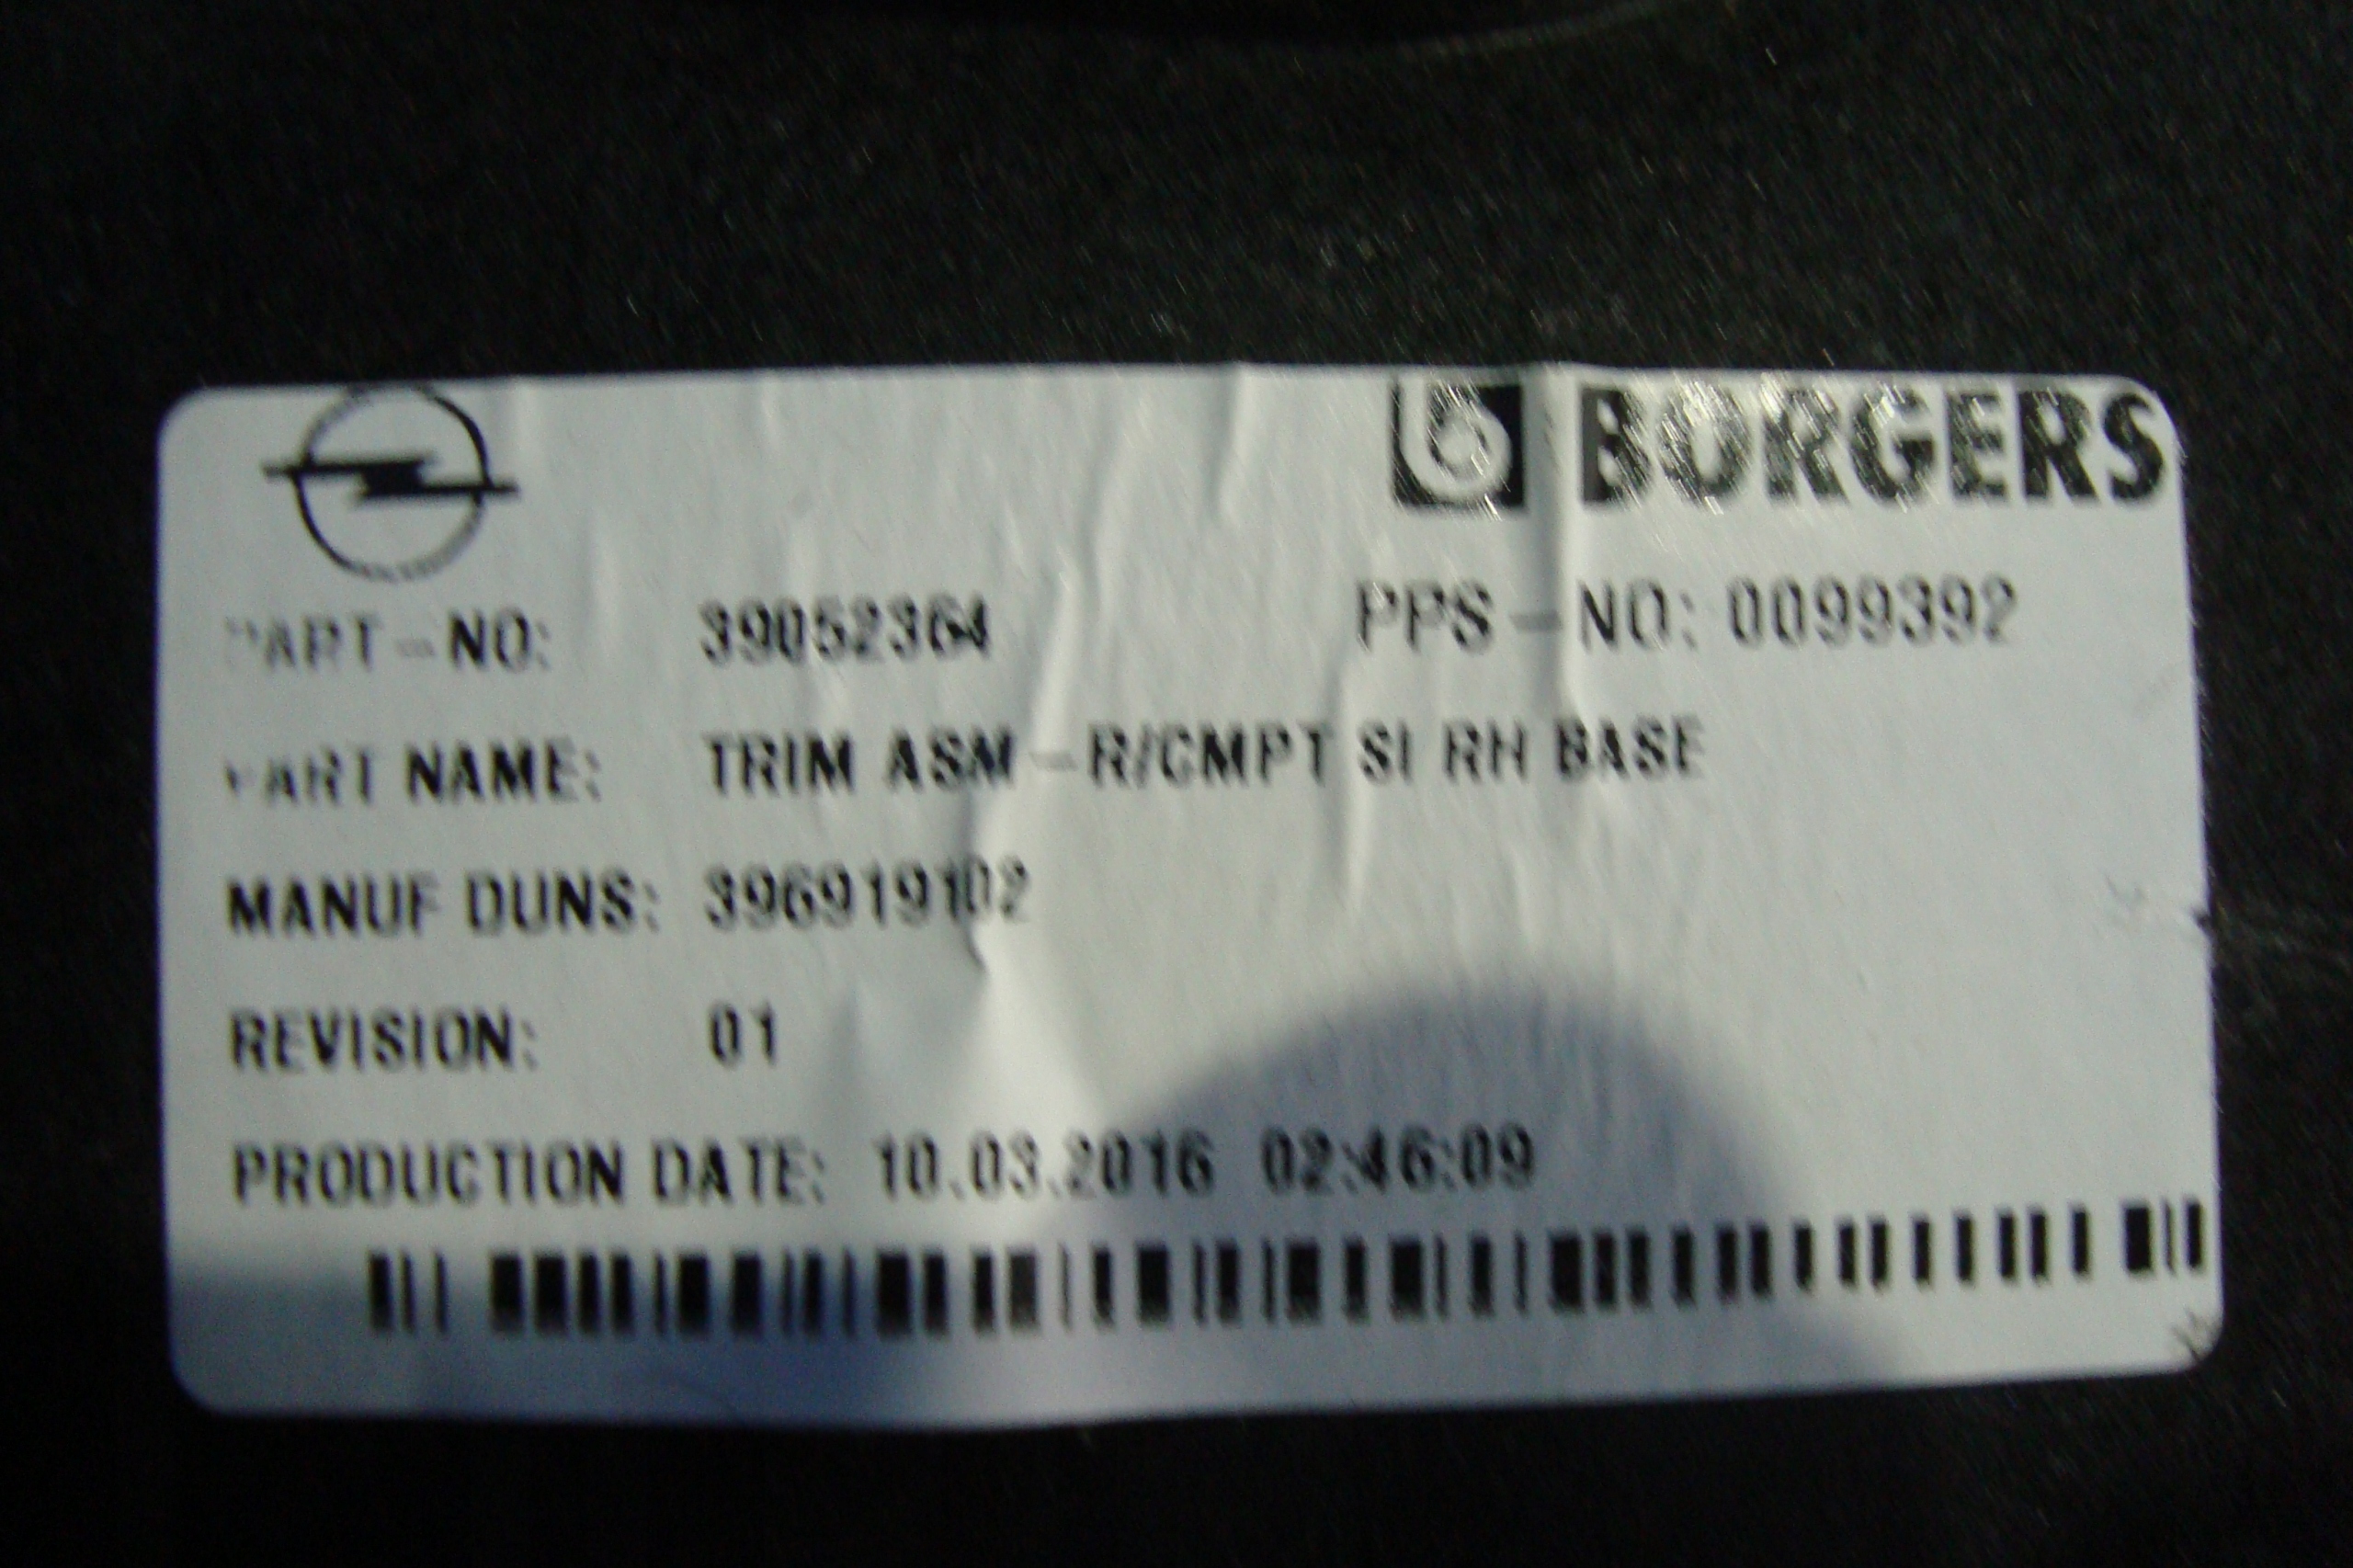 BORGERS
PART-NO: 39052364 PPS-NO: 0099392
PART NAME: TRIM ASM-R/CMPT SI RH BASE
MANUF DUNS: 396919102
REVISION: 01
PRODUCTION DATE: 10.03.2016 02:46:09